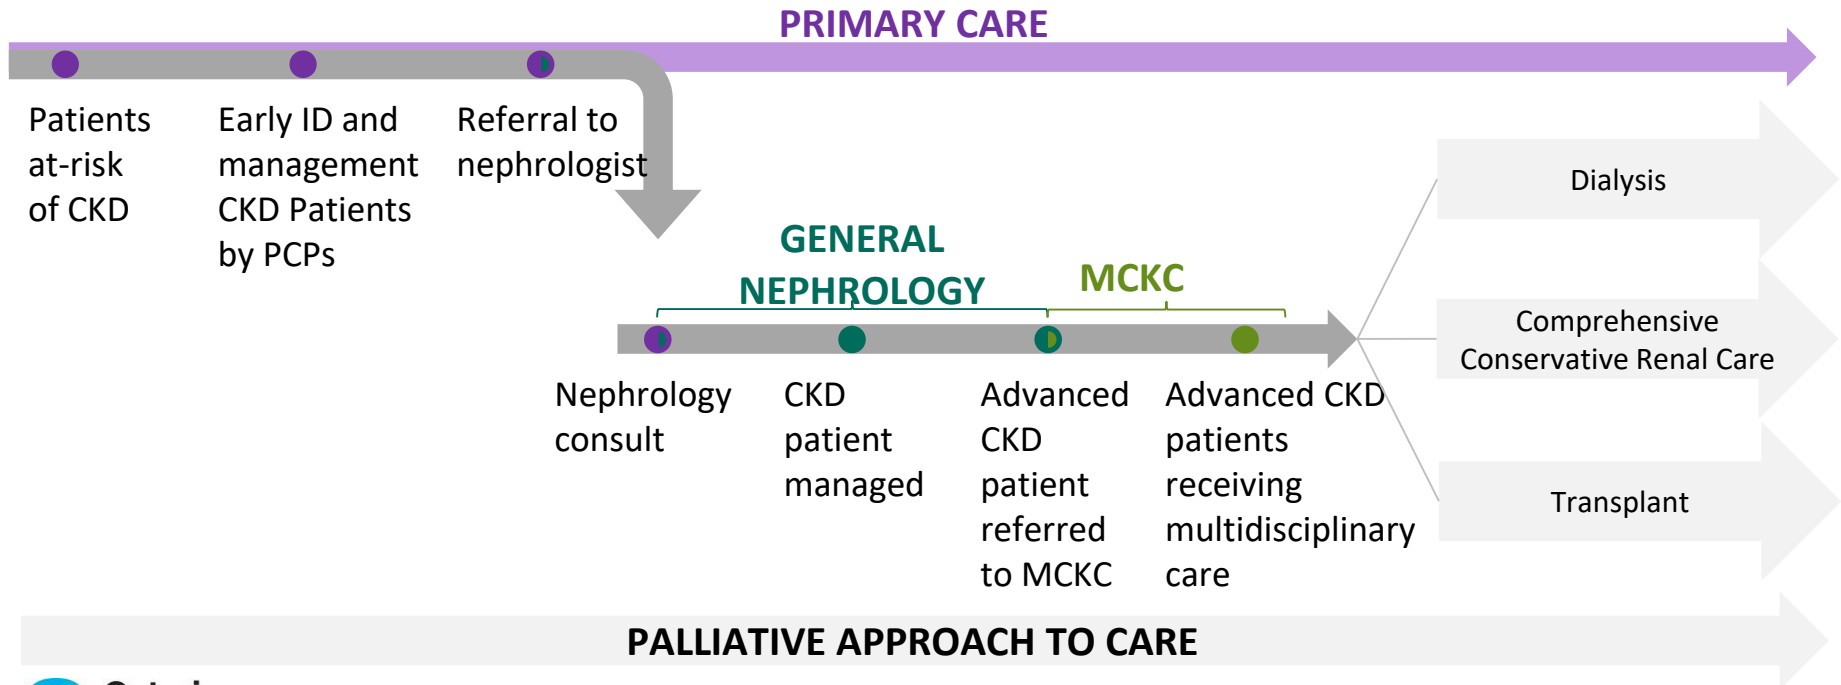 PRIMARY CARE
Patients
at-risk
of CKD
Early ID and
management
CKD Patients
by PCPs
Referral to
nephrologist
GENERAL
NEPHROLOGY
MCKC
Nephrology
consult
CKD
patient
managed
Advanced
CKD
patient
referred
to MCKC
Advanced CKD
patients
receiving
multidisciplinary
care
Dialysis
Comprehensive
Conservative Renal Care
Transplant
PALLIATIVE APPROACH TO CARE